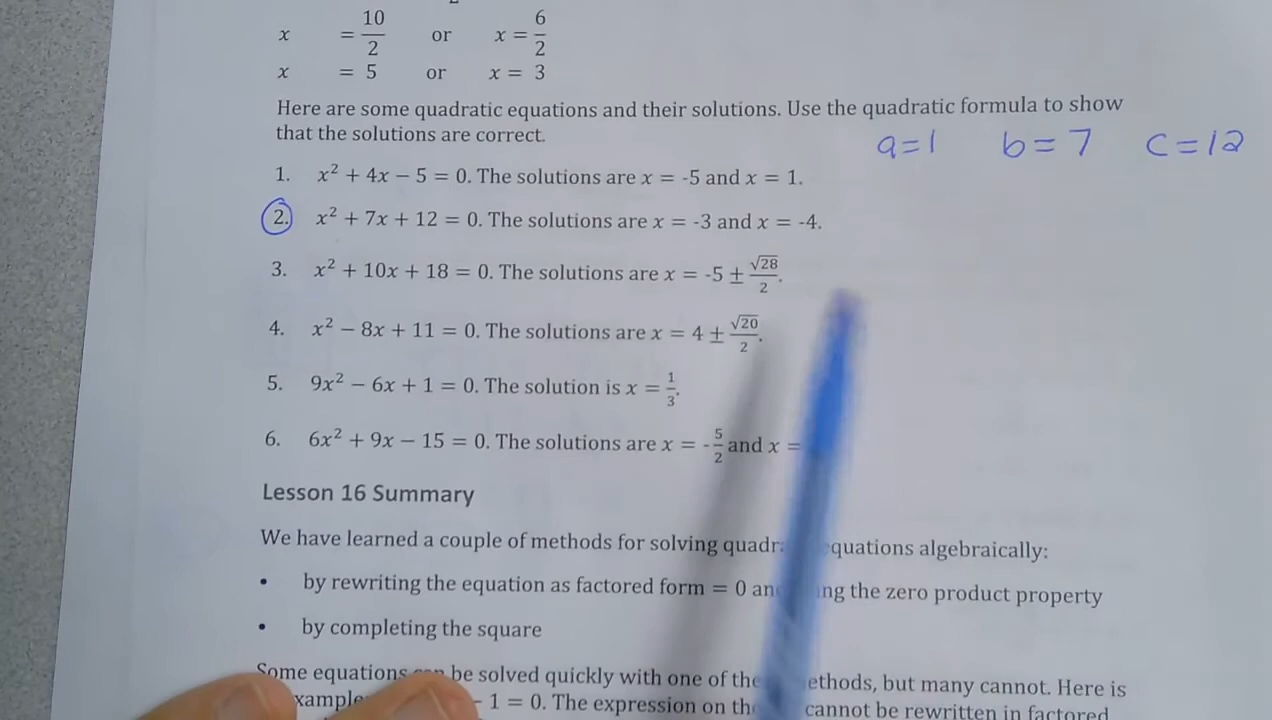 x = 10/2 or x = 6/2
x = 5 or x = 3
Here are some quadratic equations and their solutions. Use the quadratic formula to show
that the solutions are correct.
a=1 b=7 c=12
1. x² + 4x − 5 = 0. The solutions are x = -5 and x = 1.
2. x² + 7x + 12 = 0. The solutions are x = -3 and x = -4.
3. x² + 10x + 18 = 0. The solutions are x = -5 ± √28/2.
4. x² − 8x + 11 = 0. The solutions are x = 4 ± √20/2.
5. 9x² − 6x + 1 = 0. The solution is x = 1/3.
6. 6x² + 9x − 15 = 0. The solutions are x = -5/2 and x =
Lesson 16 Summary
We have learned a couple of methods for solving equations algebraically:
• by rewriting the equation as factored form = 0 the zero product property
• by completing the square
Some equations be solved quickly with one of but many cannot. Here is
− 1 = 0. The expression on cannot be rewritten in factored